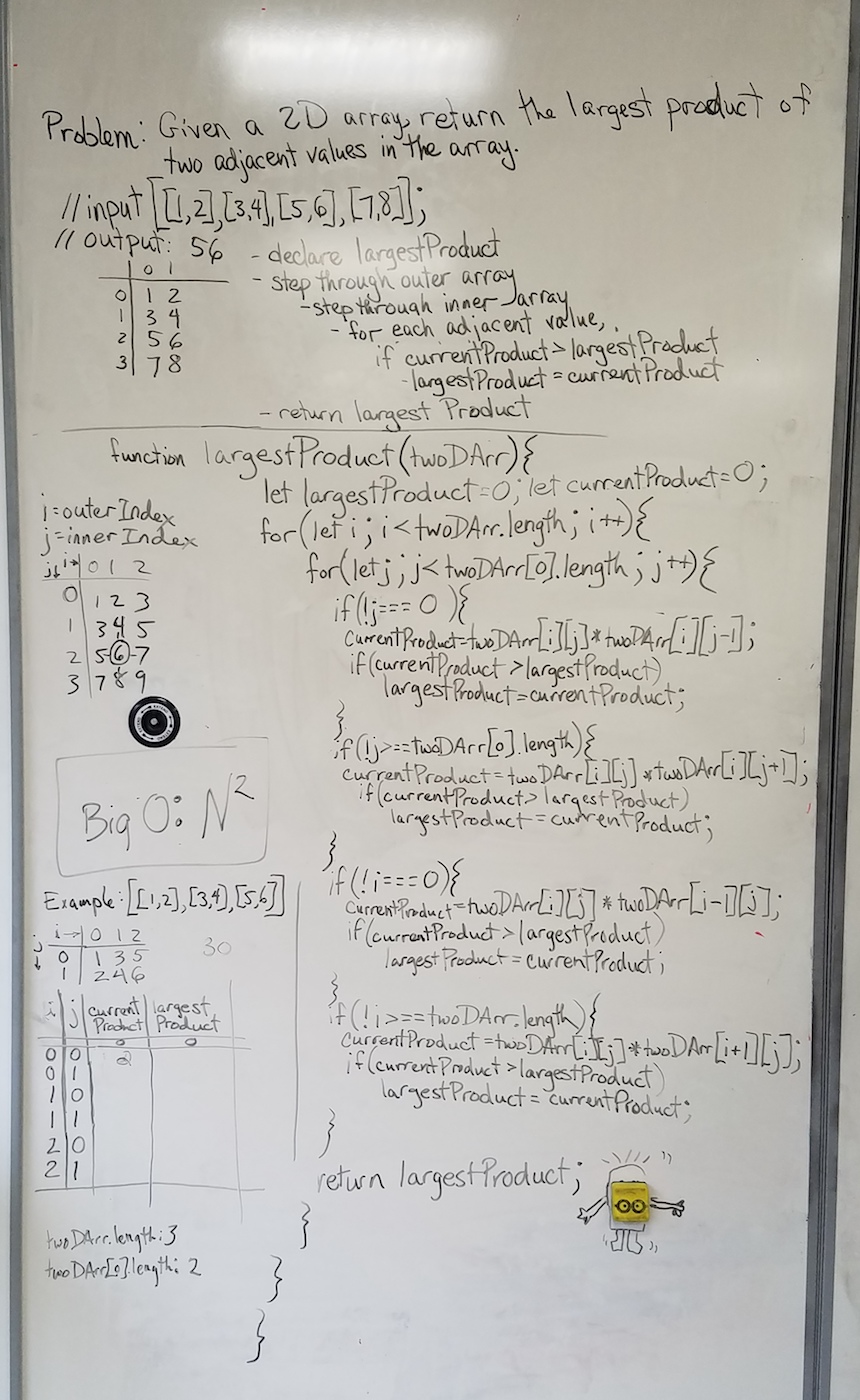 Problem: Given a 2D array, return the largest product of
two adjacent values in the array.
//input [[1,2],[3,4],[5,6],[7,8]];
// output: 56
0 1
0 1 2
1 3 4
2 5 6
3 7 8
- declare largestProduct
- step through outer array
- step through inner array
- for each adjacent value,
if currentProduct > largestProduct
- largestProduct = currentProduct
- return largest Product
function largestProduct(twoDArr){
let largestProduct=0; let currentProduct=0;
for(let i; i<twoDArr.length; i++){
for(let j; j<twoDArr[0].length; j++){
if(!j===0){
currentProduct=twoDArr[i][j]*twoDArr[i][j-1];
if(currentProduct >largestProduct)
largestProduct=currentProduct;
}
if(!j>==twoDArr[0].length){
currentProduct=twoDArr[i][j]*twoDArr[i][j+1];
if(currentProduct> largestProduct)
largestProduct = currentProduct;
}
if(!i===0){
currentProduct=twoDArr[i][j]*twoDArr[i-1][j];
if(currentProduct>largestProduct)
largestProduct = currentProduct;
}
if(!i>==twoDArr.length){
currentProduct=twoDArr[i][j]*twoDArr[i+1][j];
if(currentProduct>largestProduct)
largestProduct = currentProduct;
}
return largestProduct;
}
}
}
i=outerIndex
j=innerIndex
j↓ i→ 0 1 2
0 1 2 3
1 3 4 5
2 5-6-7
3 7 8 9
Big O: N²
Example: [[1,2],[3,4],[5,6]]
i→ 0 1 2
j↓ 0 1 3 5
1 2 4 6
30
i j current Product largest Product
0 0
0 0 2
0 1
1 0
1 1
2 0
2 1
twoDArr.length: 3
twoDArr[0].length: 2